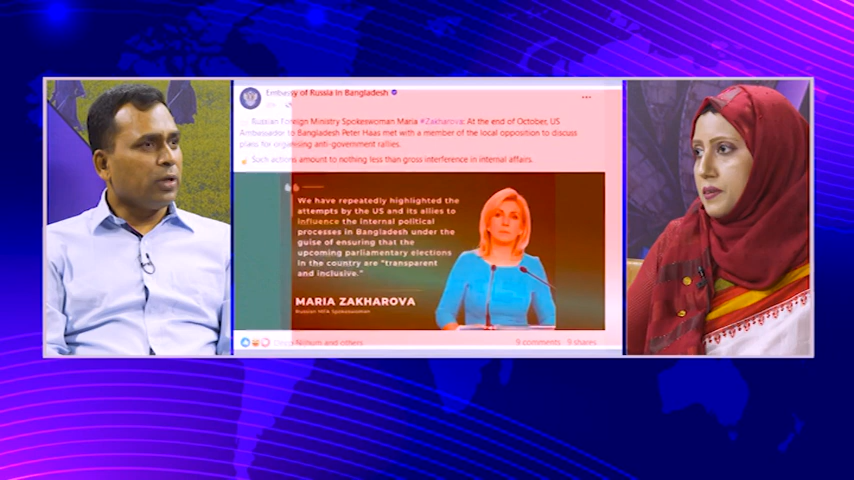 Embassy of Russia in Bangladesh
Russian Foreign Ministry Spokeswoman Maria #Zakharova: At the end of October, US
Ambassador to Bangladesh Peter Haas met with a member of the local opposition to discuss
plans for organising anti-government rallies.
Such actions amount to nothing less than gross interference in internal affairs.
We have repeatedly highlighted the
attempts by the US and its allies to
influence the internal political
processes in Bangladesh under the
guise of ensuring that the
upcoming parliamentary elections
in the country are "transparent
and inclusive."
MARIA ZAKHAROVA
Russian MFA Spokeswoman
Nilhum and others
9 comments 9 shares